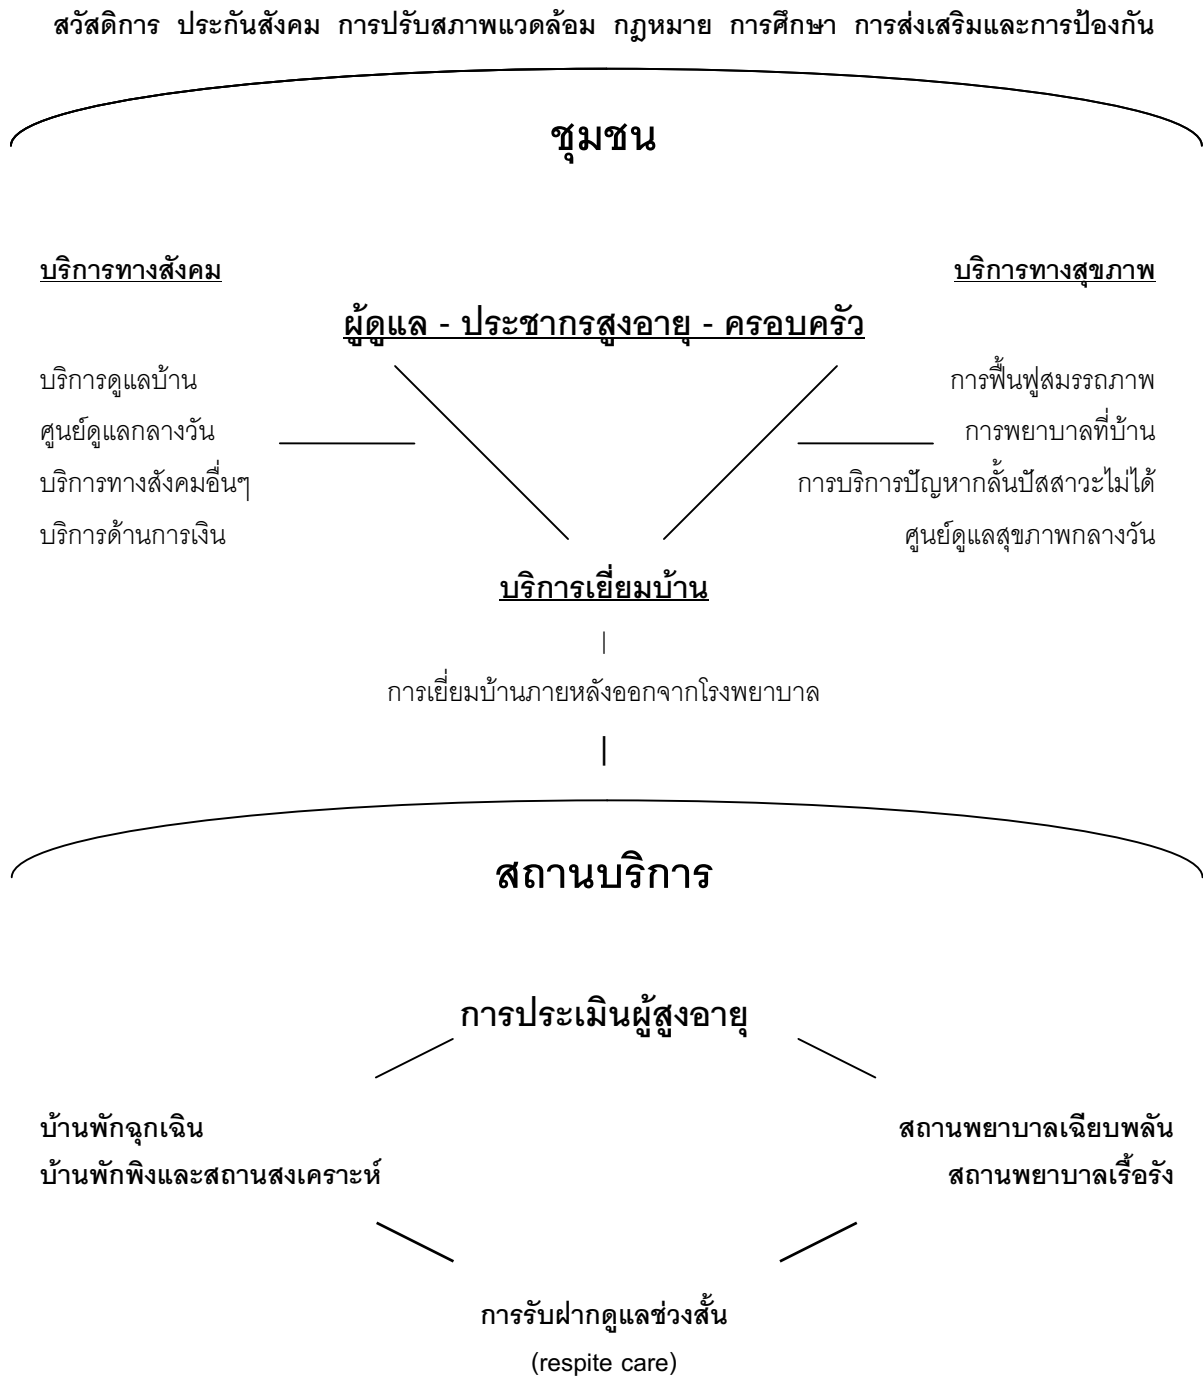 สวัสดิการ ประกันสังคม การปรับสภาพแวดล้อม กฎหมาย การศึกษา การส่งเสริมและการป้องกัน
ชุมชน
บริการทางสังคม
บริการทางสุขภาพ
ผู้ดูแล - ประชากรสูงอายุ - ครอบครัว
บริการดูแลบ้าน
ศูนย์ดูแลกลางวัน
บริการทางสังคมอื่นๆ
บริการด้านการเงิน
การฟื้นฟูสมรรถภาพ
การพยาบาลที่บ้าน
การบริการปัญหากลั้นปัสสาวะไม่ได้
ศูนย์ดูแลสุขภาพกลางวัน
บริการเยี่ยมบ้าน
การเยี่ยมบ้านภายหลังออกจากโรงพยาบาล
สถานบริการ
การประเมินผู้สูงอายุ
บ้านพักฉุกเฉิน
บ้านพักพิงและสถานสงเคราะห์
สถานพยาบาลเฉียบพลัน
สถานพยาบาลเรื้อรัง
การรับฝากดูแลช่วงสั้น
(respite care)